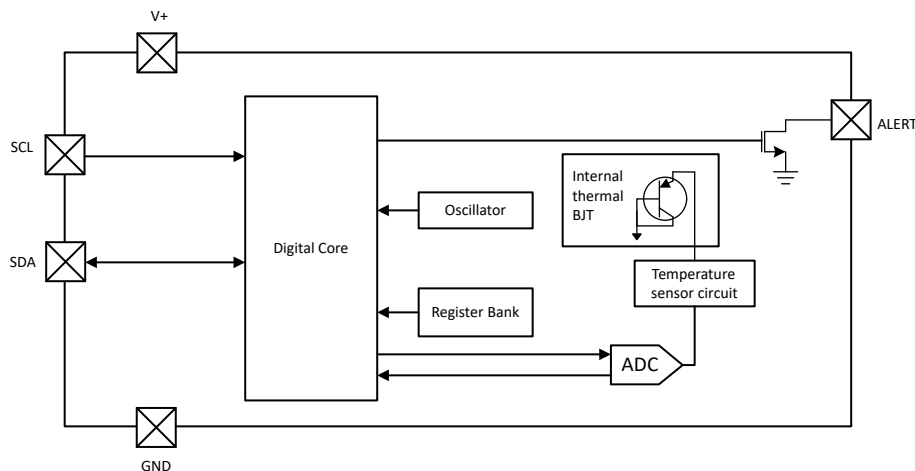 V+
SCL
ALERT
Internal
thermal
BJT
Oscillator
SDA
Digital Core
Temperature
sensor circuit
Register Bank
ADC
GND